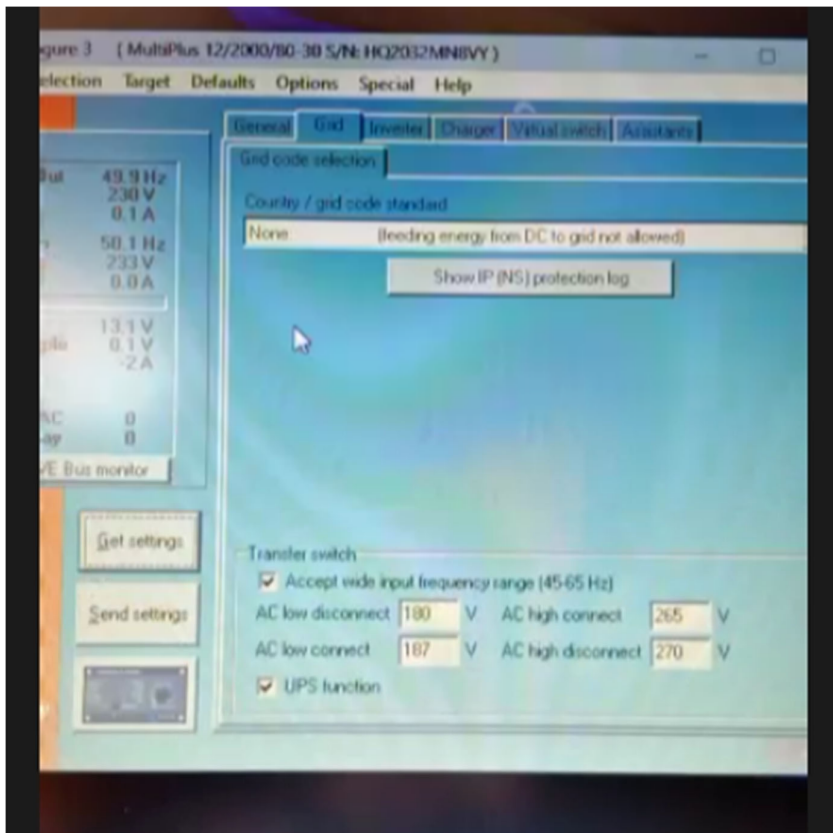 gure 3 ( MultiPlus 12/2000/80-30 S/N: HQ2032MN8VY )
election Target Defaults Options Special Help
General Grid Inverter Charger Virtual switch Assistants
Grid code selection
Country / grid code standard
None (feeding energy from DC to grid not allowed)
Show IP (NS) protection log
Out 49.9 Hz
230 V
0.1 A
50.1 Hz
233 V
0.0 A
13.1 V
pple 0.1 V
-2 A
AC 0
ay 0
VE Bus monitor
Get settings
Send settings
Transfer switch
Accept wide input frequency range (45-65 Hz)
AC low disconnect 180 V AC high connect 265 V
AC low connect 187 V AC high disconnect 270 V
UPS function